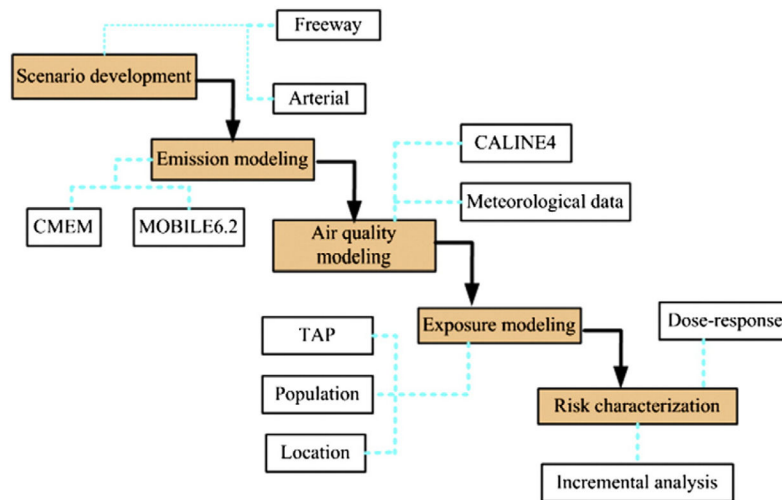 Freeway
Scenario development
Arterial
Emission modeling
CALINE4
CMEM
MOBILE6.2
Meteorological data
Air quality
modeling
TAP
Exposure modeling
Dose-response
Population
Risk characterization
Location
Incremental analysis